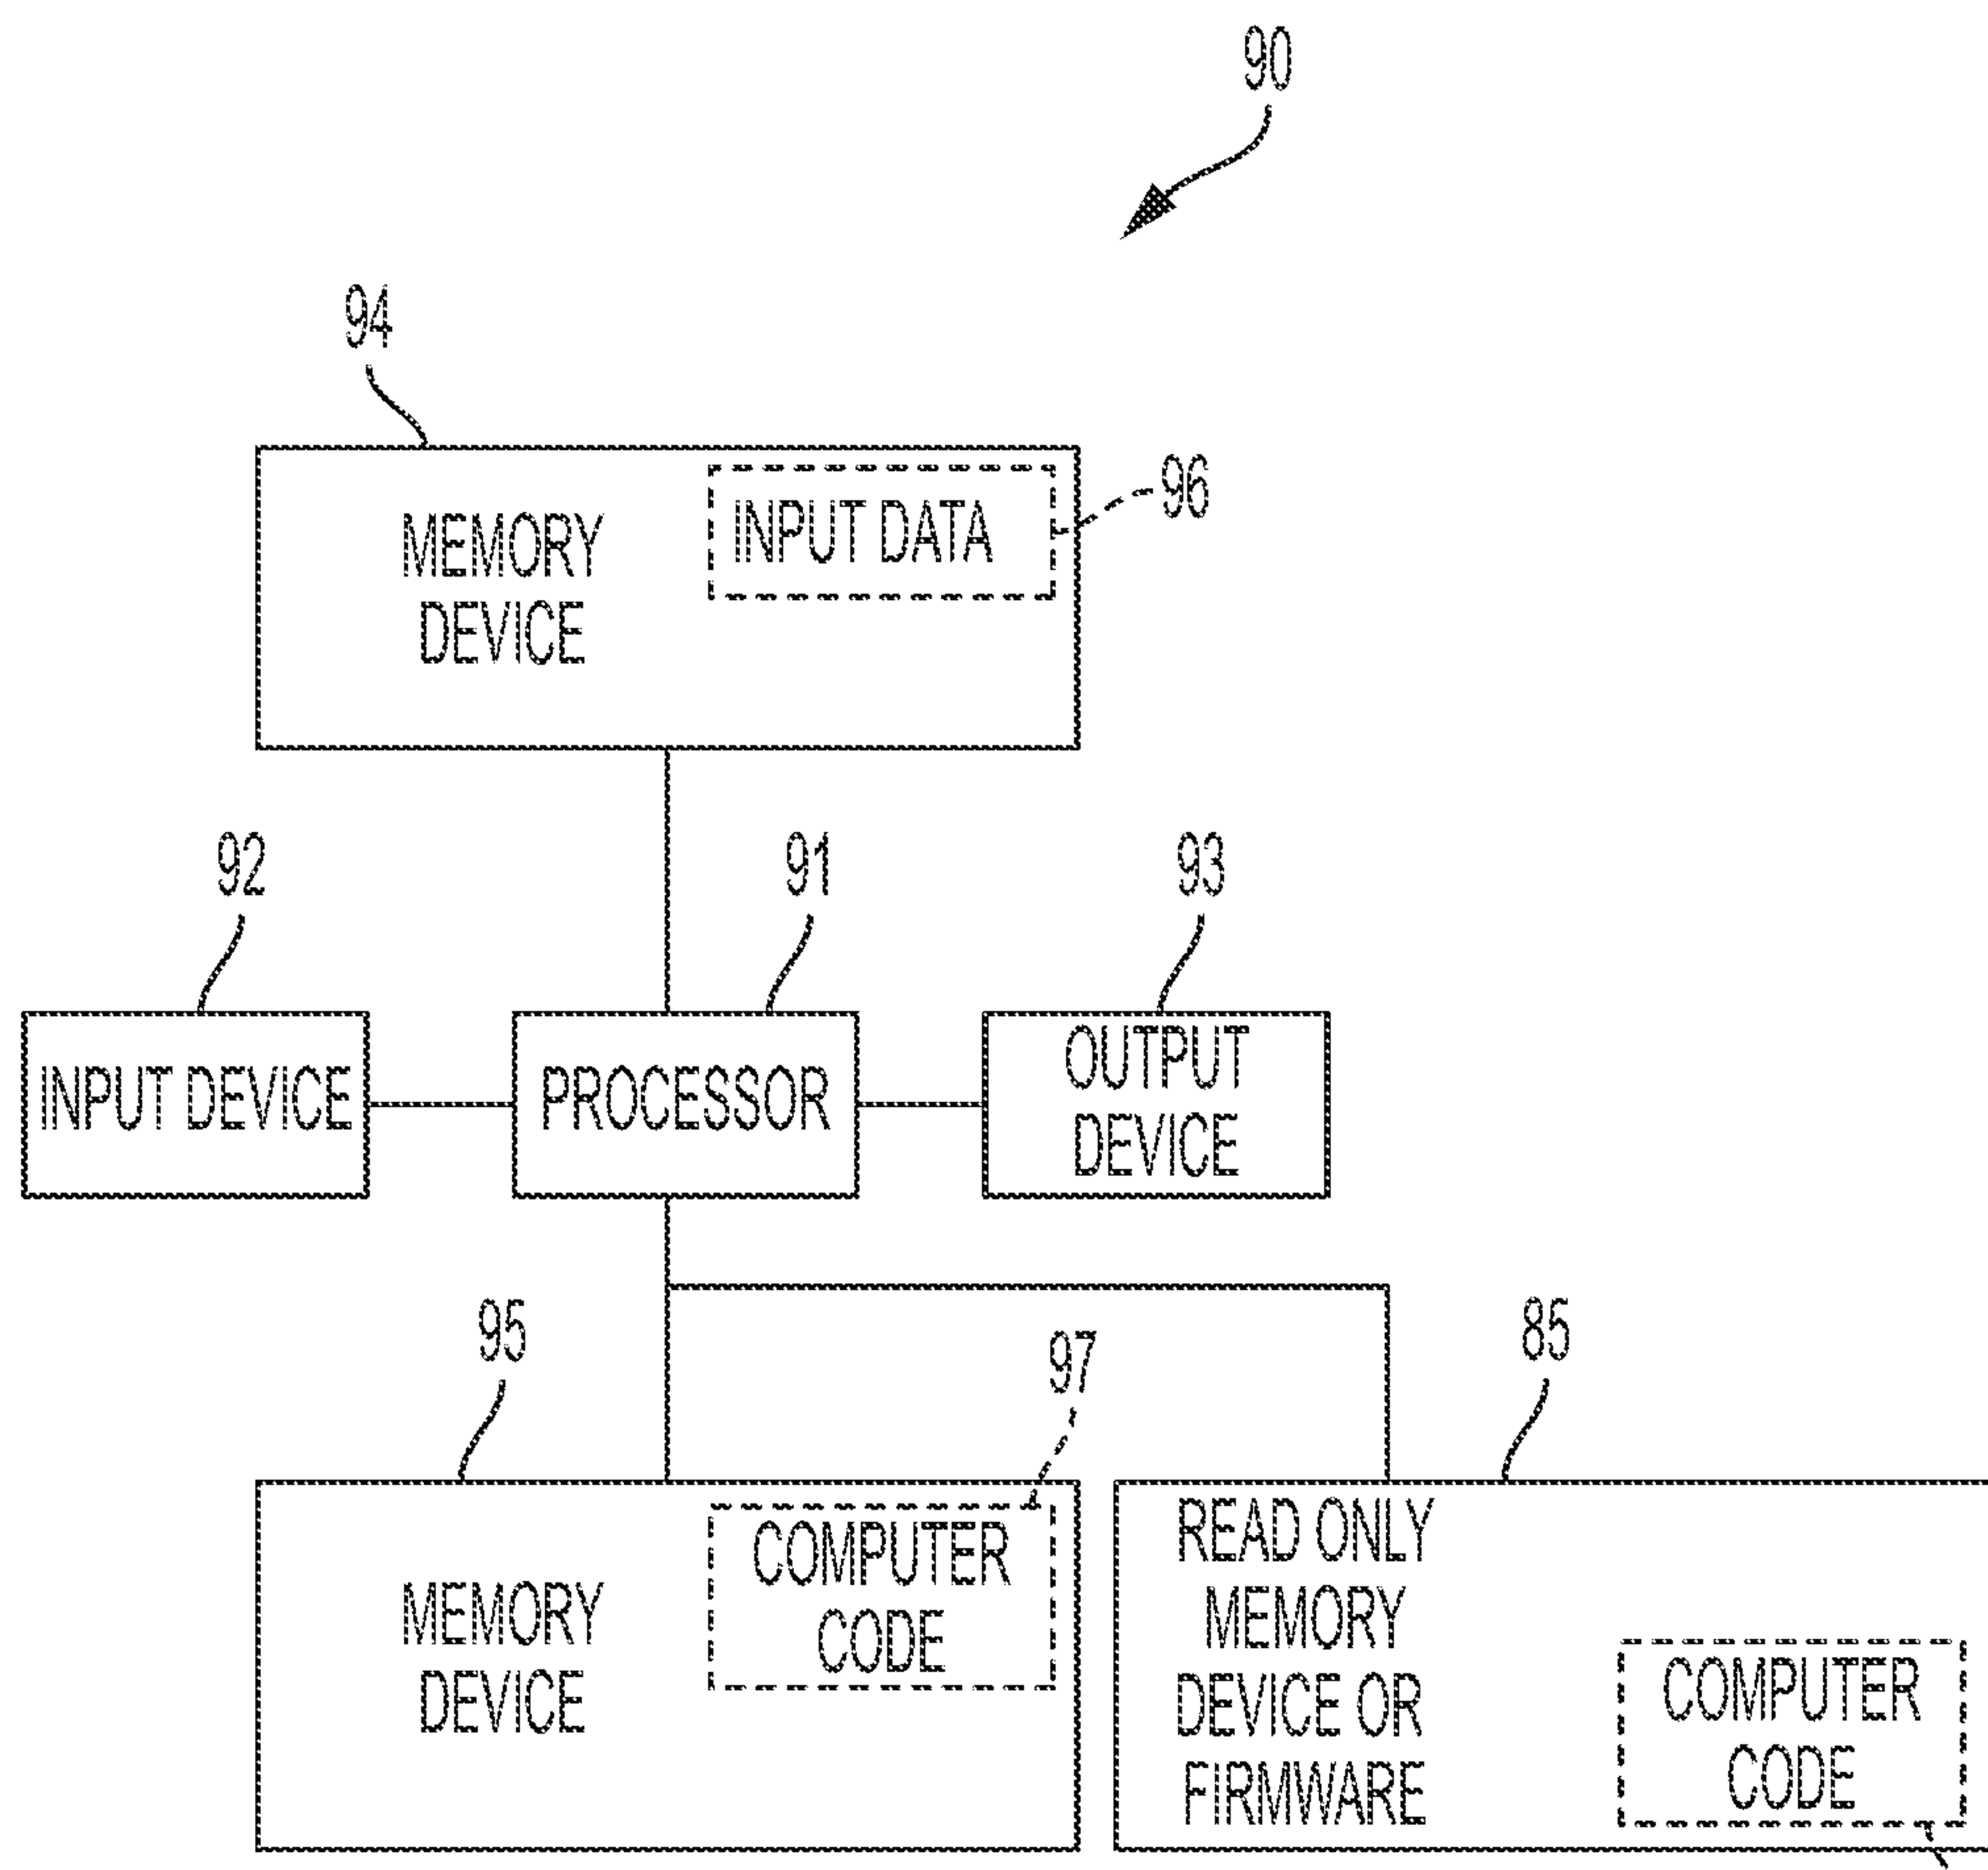 90
94
MEMORY
DEVICE
INPUT DATA
96
92
91
93
INPUT DEVICE
PROCESSOR
OUTPUT
DEVICE
95
97
85
MEMORY
DEVICE
COMPUTER
CODE
READ ONLY
MEMORY
DEVICE OR
FIRMWARE
COMPUTER
CODE